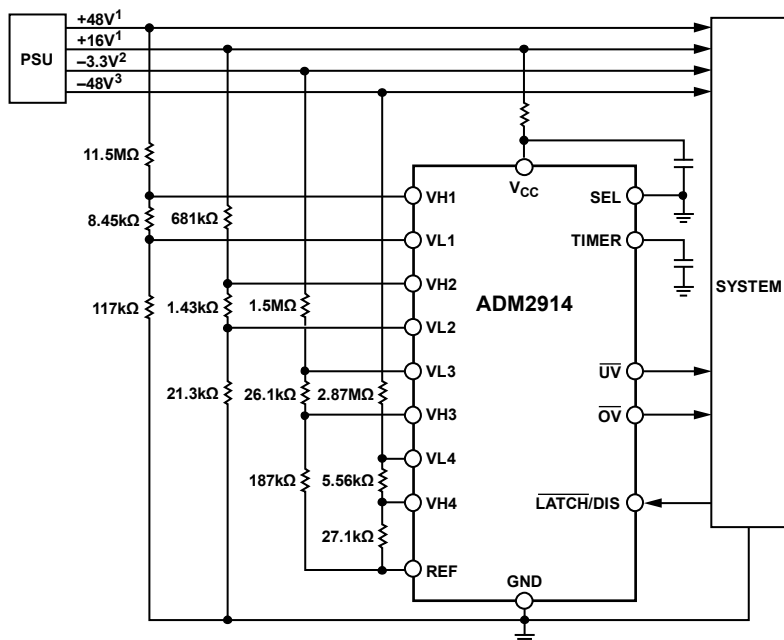 +48V1
+16V1
–3.3V2
–48V3
PSU
11.5MΩ
8.45kΩ
117kΩ
681kΩ
1.43kΩ
21.3kΩ
1.5MΩ
26.1kΩ
187kΩ
2.87MΩ
5.56kΩ
27.1kΩ
VCC
VH1
VL1
VH2
VL2
VL3
VH3
VL4
VH4
REF
ADM2914
SEL
TIMER
UV
OV
LATCH/DIS
GND
SYSTEM